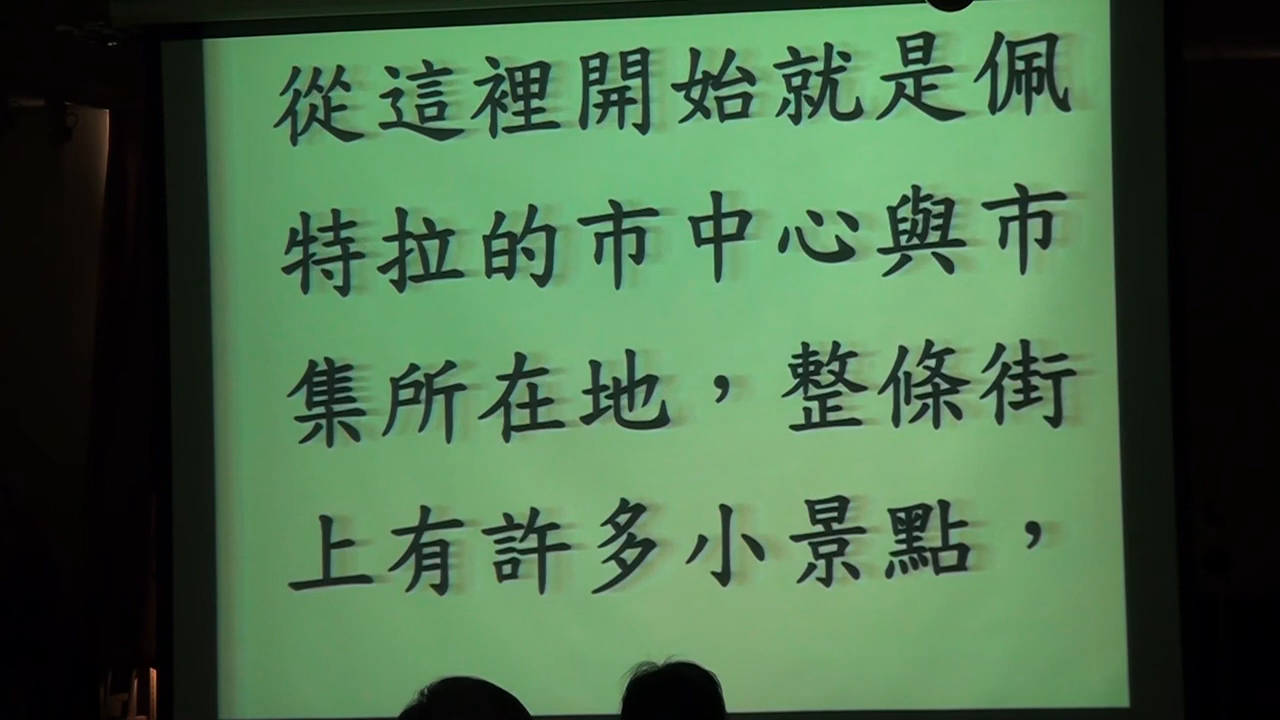 從這裡開始就是佩
特拉的市中心與市
集所在地，整條街
上有許多小景點，